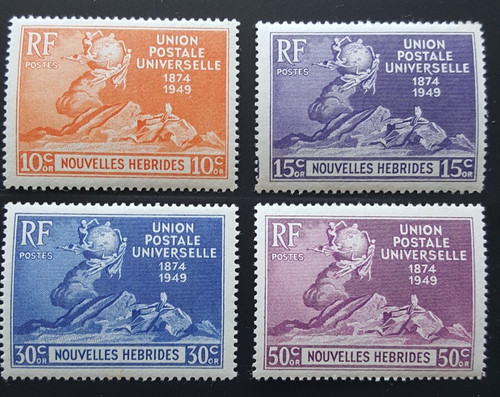 RF
POSTES
UNION
POSTALE
UNIVERSELLE
1874
1949
10c OR NOUVELLES HEBRIDES 10c OR
RF
POSTES
UNION
POSTALE
UNIVERSELLE
1874
1949
15c OR NOUVELLES HEBRIDES 15c OR
RF
POSTES
UNION
POSTALE
UNIVERSELLE
1874
1949
30c OR NOUVELLES HEBRIDES 30c OR
RF
POSTES
UNION
POSTALE
UNIVERSELLE
1874
1949
50c OR NOUVELLES HEBRIDES 50c OR